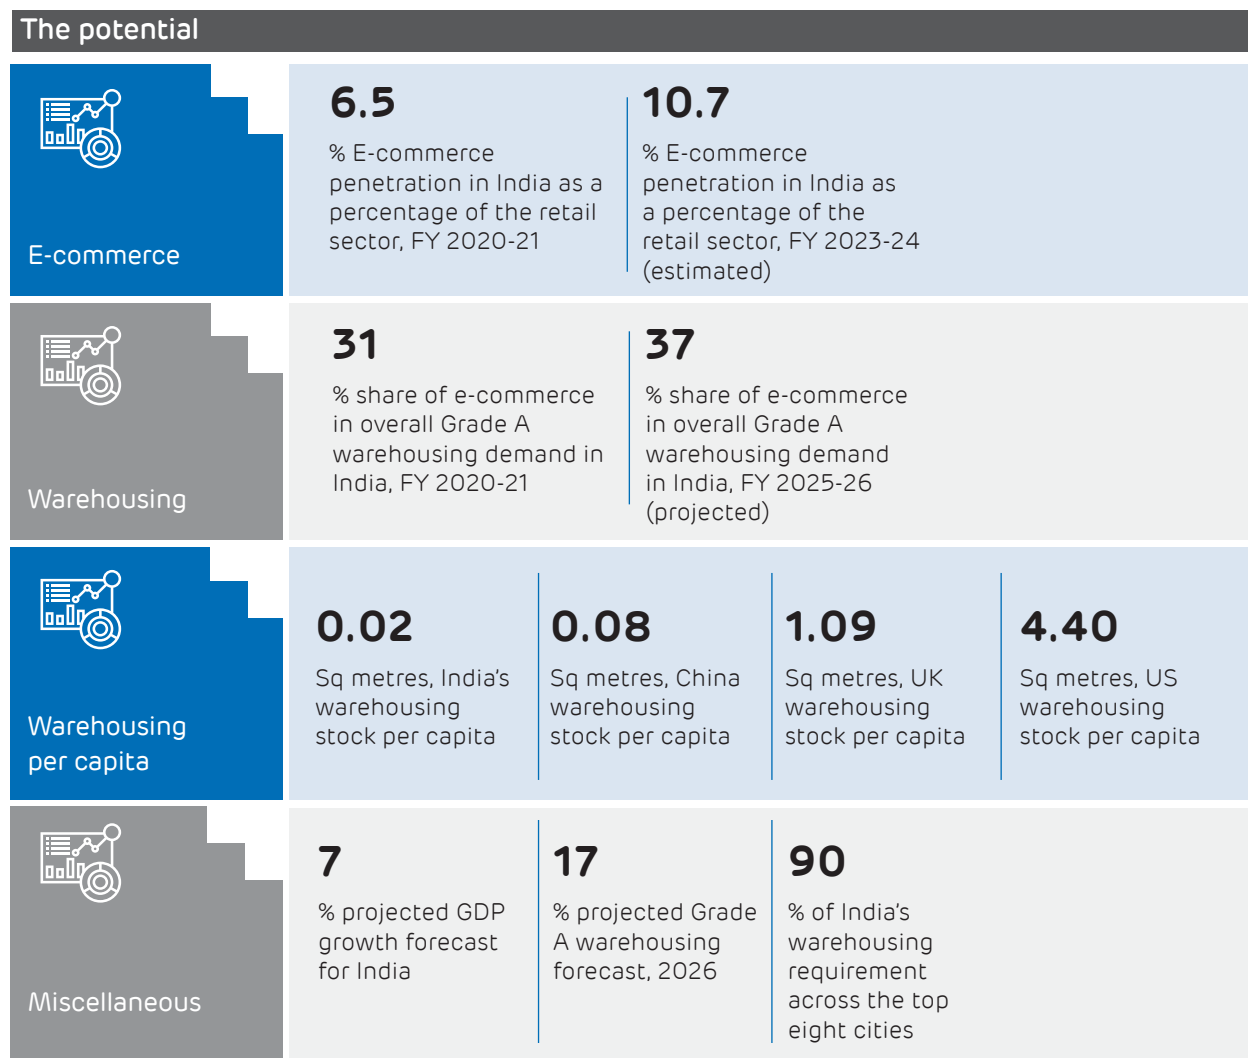 The potential
E-commerce
6.5
% E-commerce
penetration in India as a
percentage of the retail
sector, FY 2020-21
10.7
% E-commerce
penetration in India as
a percentage of the
retail sector, FY 2023-24
(estimated)
Warehousing
31
% share of e-commerce
in overall Grade A
warehousing demand in
India, FY 2020-21
37
% share of e-commerce
in overall Grade A
warehousing demand
in India, FY 2025-26
(projected)
Warehousing
per capita
0.02
Sq metres, India's
warehousing
stock per capita
0.08
Sq metres, China
warehousing
stock per capita
1.09
Sq metres, UK
warehousing
stock per capita
4.40
Sq metres, US
warehousing
stock per capita
Miscellaneous
7
% projected GDP
growth forecast
for India
17
% projected Grade
A warehousing
forecast, 2026
90
% of India's
warehousing
requirement
across the top
eight cities